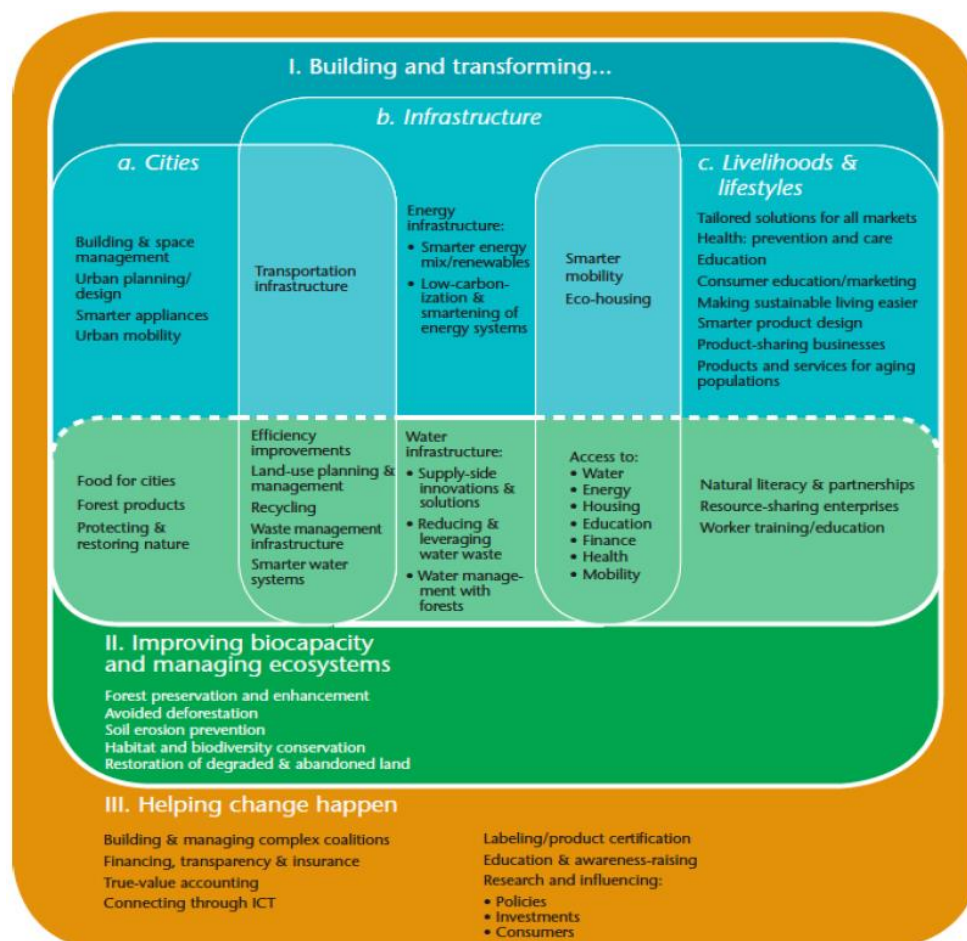 I. Building and transforming...
b. Infrastructure
a. Cities
c. Livelihoods &
lifestyles
Building & space
management
Urban planning/
design
Smarter appliances
Urban mobility
Transportation
infrastructure
Energy
infrastructure:
• Smarter energy
mix/renewables
• Low-carbon-
ization &
smartening of
energy systems
Smarter
mobility
Eco-housing
Tailored solutions for all markets
Health: prevention and care
Education
Consumer education/marketing
Making sustainable living easier
Smarter product design
Product-sharing businesses
Products and services for aging
populations
Food for cities
Forest products
Protecting &
restoring nature
Efficiency
improvements
Land-use planning &
management
Recycling
Waste management
infrastructure
Smarter water
systems
Water
infrastructure:
• Supply-side
innovations &
solutions
• Reducing &
leveraging
water waste
• Water manage-
ment with
forests
Access to:
• Water
• Energy
• Housing
• Education
• Finance
• Health
• Mobility
Natural literacy & partnerships
Resource-sharing enterprises
Worker training/education
II. Improving biocapacity
and managing ecosystems
Forest preservation and enhancement
Avoided deforestation
Soil erosion prevention
Habitat and biodiversity conservation
Restoration of degraded & abandoned land
III. Helping change happen
Building & managing complex coalitions
Financing, transparency & insurance
True-value accounting
Connecting through ICT
Labeling/product certification
Education & awareness-raising
Research and influencing:
• Policies
• Investments
• Consumers